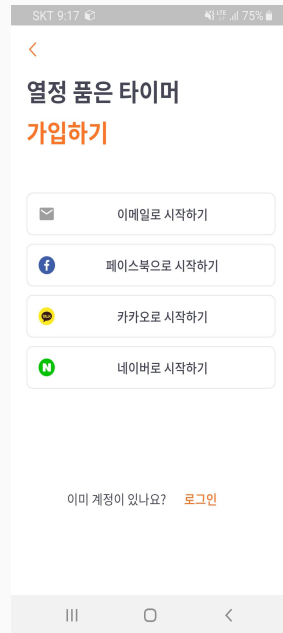 SKT 9:17
LTE 75%
열정 품은 타이머
가입하기
이메일로 시작하기
페이스북으로 시작하기
TALK
카카오로 시작하기
네이버로 시작하기
이미 계정이 있나요? 로그인